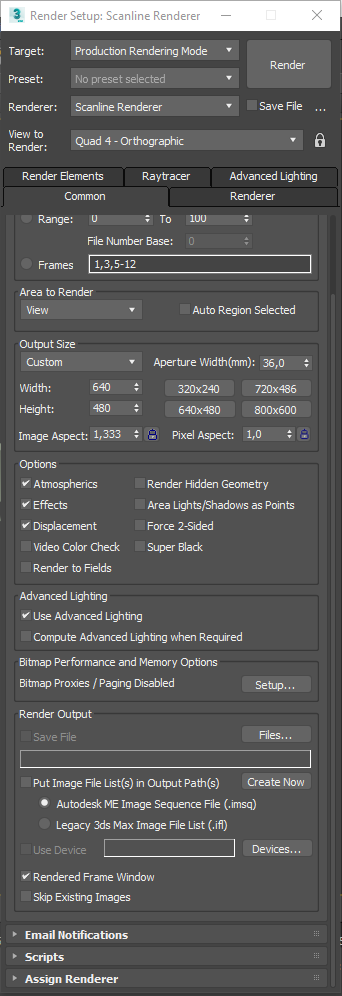 Render Setup: Scanline Renderer
Target: Production Rendering Mode
Render
Preset: No preset selected
Renderer: Scanline Renderer Save File ...
View to Render: Quad 4 - Orthographic
Render Elements Raytracer Advanced Lighting
Common Renderer
Range: 0 To 100
File Number Base: 0
Frames 1,3,5-12
Area to Render
View Auto Region Selected
Output Size
Custom Aperture Width(mm): 36,0
Width: 640 320x240 720x486
Height: 480 640x480 800x600
Image Aspect: 1,333 Pixel Aspect: 1,0
Options
Atmospherics Render Hidden Geometry
Effects Area Lights/Shadows as Points
Displacement Force 2-Sided
Video Color Check Super Black
Render to Fields
Advanced Lighting
Use Advanced Lighting
Compute Advanced Lighting when Required
Bitmap Performance and Memory Options
Bitmap Proxies / Paging Disabled Setup...
Render Output
Save File Files...
Put Image File List(s) in Output Path(s) Create Now
Autodesk ME Image Sequence File (.imsq)
Legacy 3ds Max Image File List (.ifl)
Use Device Devices...
Rendered Frame Window
Skip Existing Images
Email Notifications
Scripts
Assign Renderer